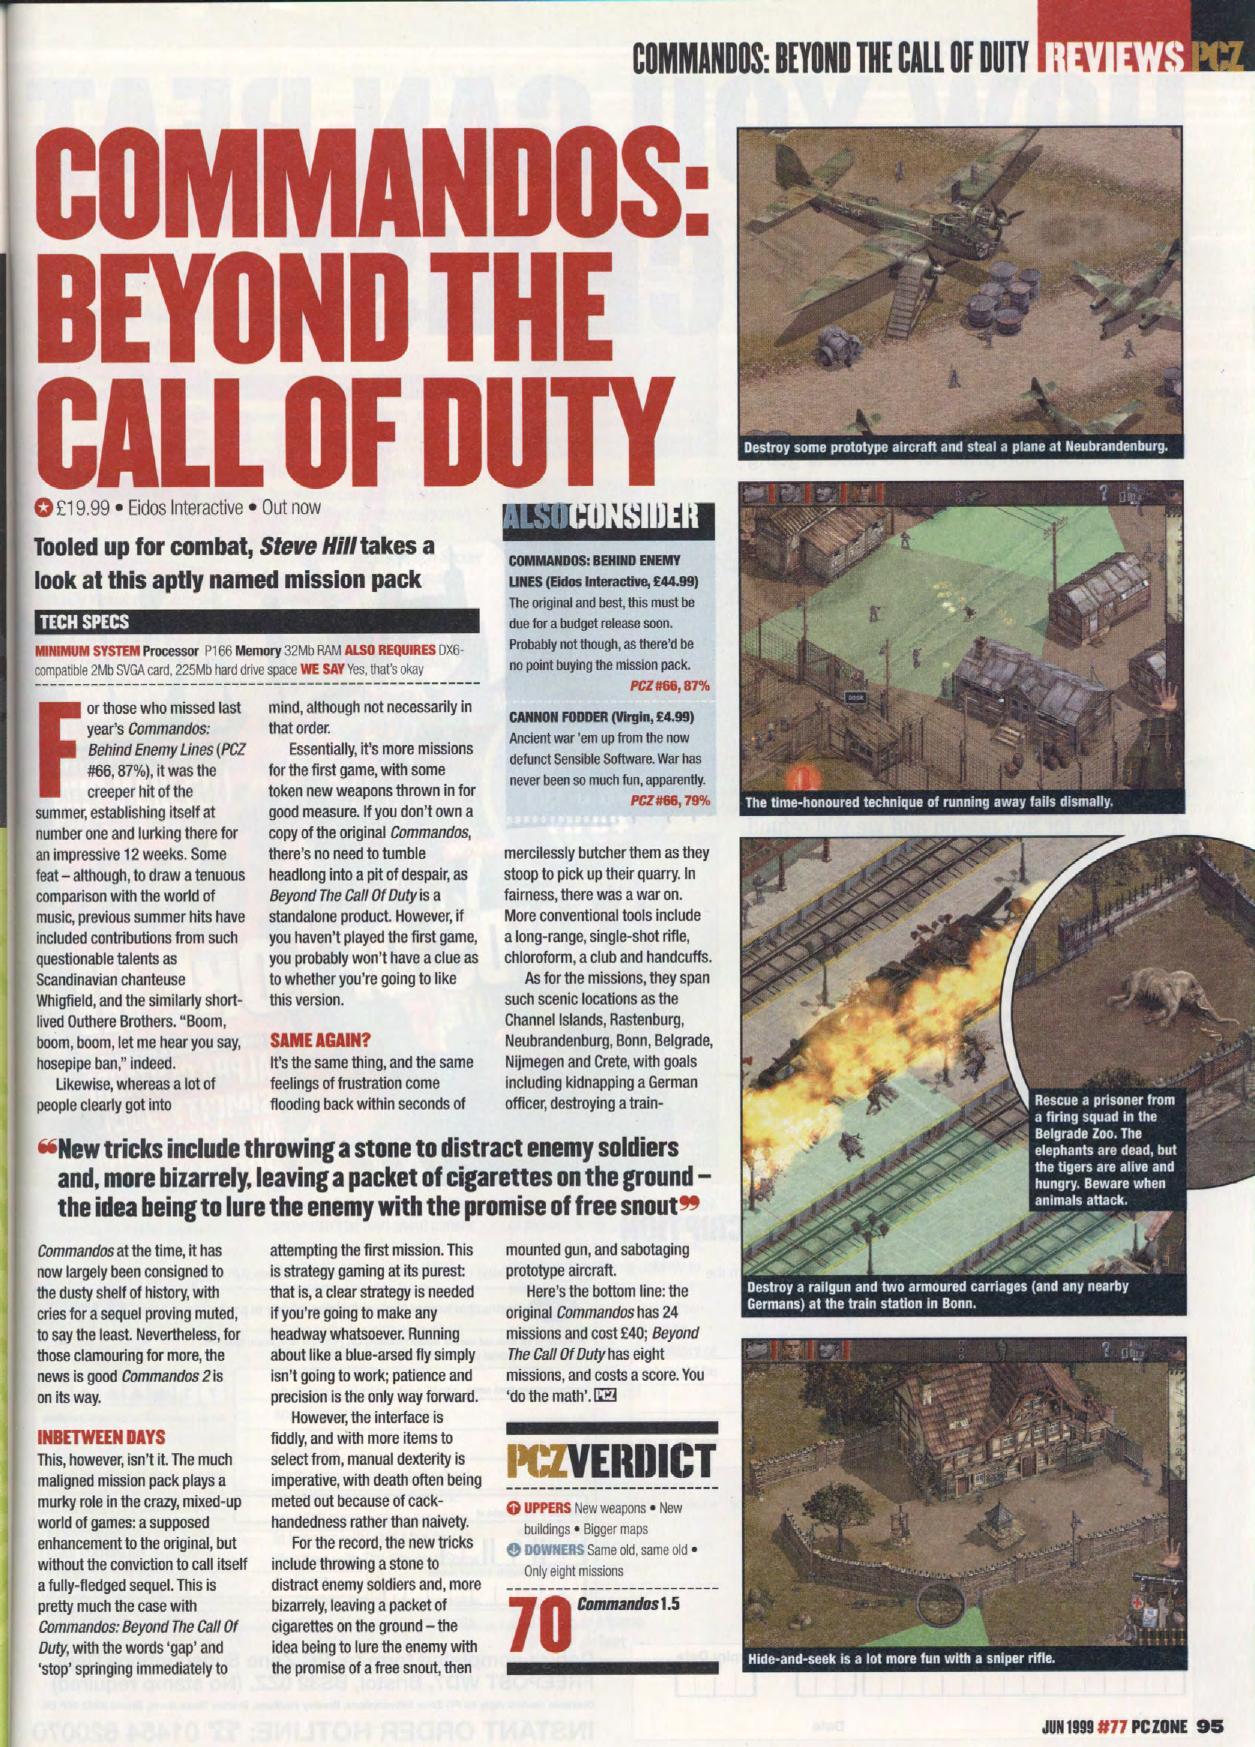 COMMANDOS: BEYOND THE CALL OF DUTY REVIEWS PCZ
COMMANDOS:
BEYOND THE
CALL OF DUTY
£19.99 • Eidos Interactive • Out now
Tooled up for combat, Steve Hill takes a
look at this aptly named mission pack
TECH SPECS
MINIMUM SYSTEM Processor P166 Memory 32Mb RAM ALSO REQUIRES DX6-
compatible 2Mb SVGA card, 225Mb hard drive space WE SAY Yes, that's okay
For those who missed last
year's Commandos:
Behind Enemy Lines (PCZ
#66, 87%), it was the
creeper hit of the
summer, establishing itself at
number one and lurking there for
an impressive 12 weeks. Some
feat – although, to draw a tenuous
comparison with the world of
music, previous summer hits have
included contributions from such
questionable talents as
Scandinavian chanteuse
Whigfield, and the similarly short-
lived Outhere Brothers. "Boom,
boom, boom, let me hear you say,
hosepipe ban," indeed.
Likewise, whereas a lot of
people clearly got into
Commandos at the time, it has
now largely been consigned to
the dusty shelf of history, with
cries for a sequel proving muted,
to say the least. Nevertheless, for
those clamouring for more, the
news is good Commandos 2 is
on its way.
INBETWEEN DAYS
This, however, isn't it. The much
maligned mission pack plays a
murky role in the crazy, mixed-up
world of games: a supposed
enhancement to the original, but
without the conviction to call itself
a fully-fledged sequel. This is
pretty much the case with
Commandos: Beyond The Call Of
Duty, with the words 'gap' and
'stop' springing immediately to
mind, although not necessarily in
that order.
Essentially, it's more missions
for the first game, with some
token new weapons thrown in for
good measure. If you don't own a
copy of the original Commandos,
there's no need to tumble
headlong into a pit of despair, as
Beyond The Call Of Duty is a
standalone product. However, if
you haven't played the first game,
you probably won't have a clue as
to whether you're going to like
this version.
SAME AGAIN?
It's the same thing, and the same
feelings of frustration come
flooding back within seconds of
attempting the first mission. This
is strategy gaming at its purest:
that is, a clear strategy is needed
if you're going to make any
headway whatsoever. Running
about like a blue-arsed fly simply
isn't going to work; patience and
precision is the only way forward.
However, the interface is
fiddly, and with more items to
select from, manual dexterity is
imperative, with death often being
meted out because of cack-
handedness rather than naivety.
For the record, the new tricks
include throwing a stone to
distract enemy soldiers and, more
bizarrely, leaving a packet of
cigarettes on the ground – the
idea being to lure the enemy with
the promise of a free snout, then
mercilessly butcher them as they
stoop to pick up their quarry. In
fairness, there was a war on.
More conventional tools include
a long-range, single-shot rifle,
chloroform, a club and handcuffs.
As for the missions, they span
such scenic locations as the
Channel Islands, Rastenburg,
Neubrandenburg, Bonn, Belgrade,
Nijmegen and Crete, with goals
including kidnapping a German
officer, destroying a train-
mounted gun, and sabotaging
prototype aircraft.
Here's the bottom line: the
original Commandos has 24
missions and cost £40; Beyond
The Call Of Duty has eight
missions, and costs a score. You
'do the math'. PCZ
“New tricks include throwing a stone to distract enemy soldiers
and, more bizarrely, leaving a packet of cigarettes on the ground –
the idea being to lure the enemy with the promise of free snout”
ALSO CONSIDER
COMMANDOS: BEHIND ENEMY
LINES (Eidos Interactive, £44.99)
The original and best, this must be
due for a budget release soon.
Probably not though, as there'd be
no point buying the mission pack.
PCZ #66, 87%
CANNON FODDER (Virgin, £4.99)
Ancient war 'em up from the now
defunct Sensible Software. War has
never been so much fun, apparently.
PCZ #66, 79%
PCZVERDICT
UPPERS New weapons • New
buildings • Bigger maps
DOWNERS Same old, same old •
Only eight missions
70 Commandos 1.5
Destroy some prototype aircraft and steal a plane at Neubrandenburg.
The time-honoured technique of running away fails dismally.
Rescue a prisoner from
a firing squad in the
Belgrade Zoo. The
elephants are dead, but
the tigers are alive and
hungry. Beware when
animals attack.
Destroy a railgun and two armoured carriages (and any nearby
Germans) at the train station in Bonn.
Hide-and-seek is a lot more fun with a sniper rifle.
JUN 1999 #77 PC ZONE 95